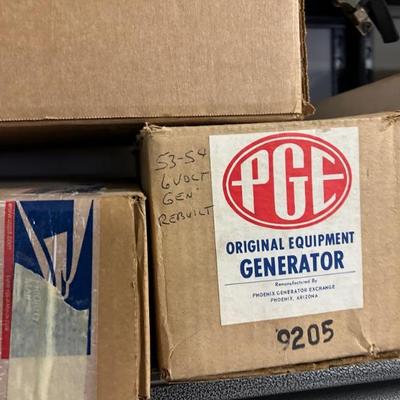 53-54
6 VOLT
GEN.
REBUILT
PGE
ORIGINAL EQUIPMENT
GENERATOR
Remanufactured By
PHOENIX GENERATOR EXCHANGE
PHOENIX, ARIZONA
9205